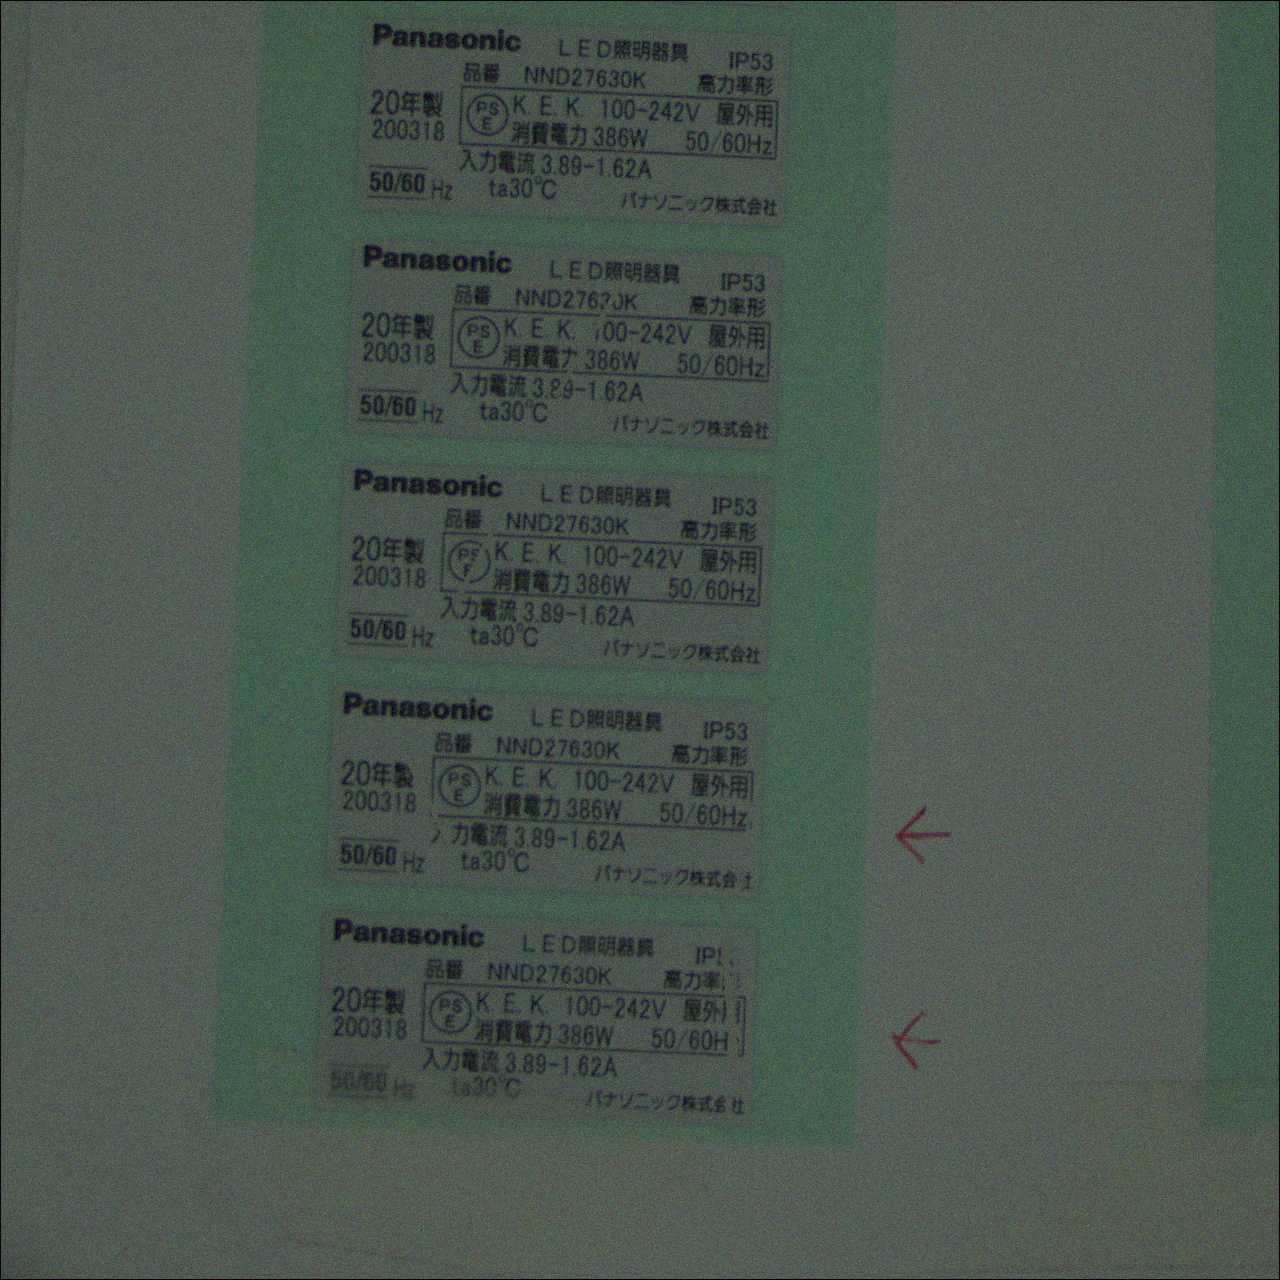 Panasonic LED照明器具 IP53
品番 NND27630K 高力率形
20年製 PS E K.E.K. 100-242V 屋外用
200318 消費電力 386W 50/60Hz
入力電流 3.89-1.62A
50/60 Hz ta30℃ パナソニック株式会社
Panasonic LED照明器具 IP53
品番 高力率形
20年製 PS E K.E.K. 100-242V 屋外用
200318 消費電力 386W 50/60Hz
入力電流 3.89-1.62A
50/60 Hz ta30℃ パナソニック株式会社
Panasonic LED照明器具 IP53
品番 NND27630K 高力率形
20年製 K.E.K. 100-242V 屋外用
200318 消費電力 386W 50/60Hz
入力電流 3.89-1.62A
50/60 Hz ta30℃ パナソニック株式会社
Panasonic LED照明器具 IP53
品番 NND27630K 高力率形
20年製 PS E K.E.K. 100-242V 屋外用
200318 消費電力 386W 50/60Hz
力電流 3.89-1.62A
50/60 Hz ta30℃ パナソニック株式会
Panasonic LED照明器具
品番 NND27630K 高力率
20年製 PS E K.E.K. 100-242V 屋外
200318 消費電力 386W 50/60H
入力電流 3.89-1.62A
50/60 Hz ta30℃ パナソニック株式会社